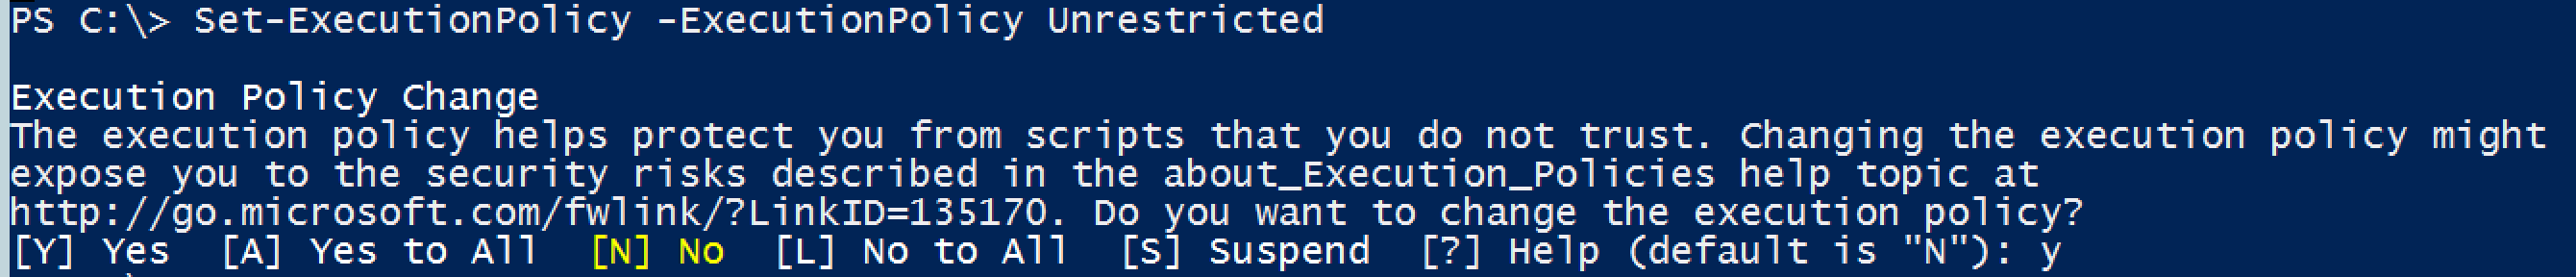 PS C:\> Set-ExecutionPolicy -ExecutionPolicy Unrestricted
Execution Policy Change
The execution policy helps protect you from scripts that you do not trust. Changing the execution policy might
expose you to the security risks described in the about_Execution_Policies help topic at
http://go.microsoft.com/fwlink/?LinkID=135170. Do you want to change the execution policy?
[Y] Yes  [A] Yes to All  [N] No  [L] No to All  [S] Suspend  [?] Help (default is "N"): y